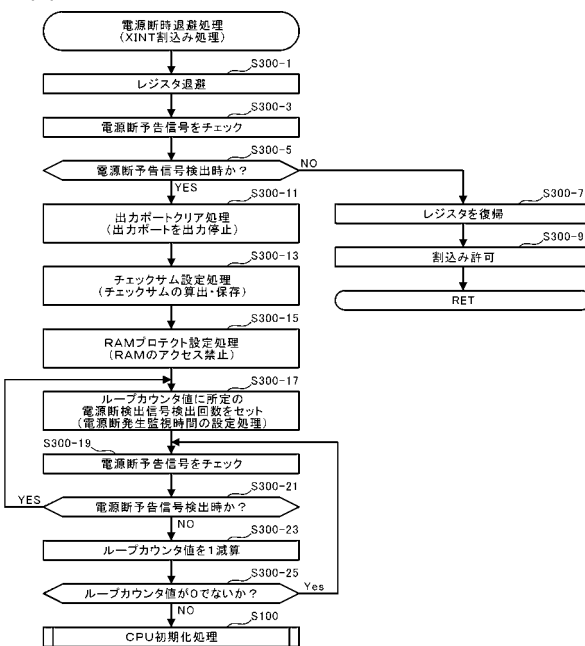 電源断時退避処理
(XINT割込み処理)
S300-1
レジスタ退避
S300-3
電源断予告信号をチェック
S300-5
電源断予告信号検出時か?
NO
YES
S300-7
レジスタを復帰
S300-9
割込み許可
RET
S300-11
出力ポートクリア処理
(出力ポートを出力停止)
S300-13
チェックサム設定処理
(チェックサムの算出・保存)
S300-15
RAMプロテクト設定処理
(RAMのアクセス禁止)
S300-17
ループカウンタ値に所定の
電源断検出信号検出回数をセット
(電源断発生監視時間の設定処理)
S300-19
電源断予告信号をチェック
S300-21
YES
電源断予告信号検出時か?
NO
S300-23
ループカウンタ値を1減算
S300-25
ループカウンタ値が0でないか?
Yes
NO
S100
CPU初期化処理